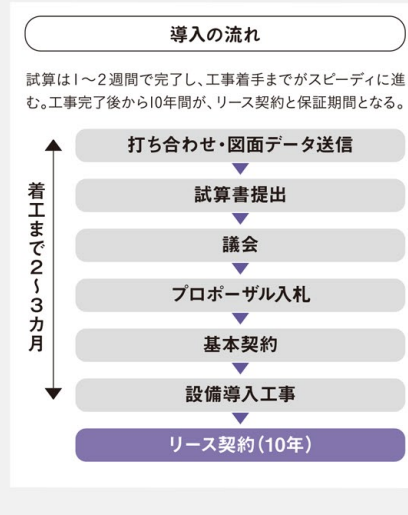 導入の流れ
試算は1〜2週間で完了し、工事着手までがスピーディに進
む。工事完了後から10年間が、リース契約と保証期間となる。
着工まで2〜3カ月
打ち合わせ・図面データ送信
試算書提出
議会
プロポーザル入札
基本契約
設備導入工事
リース契約（10年）